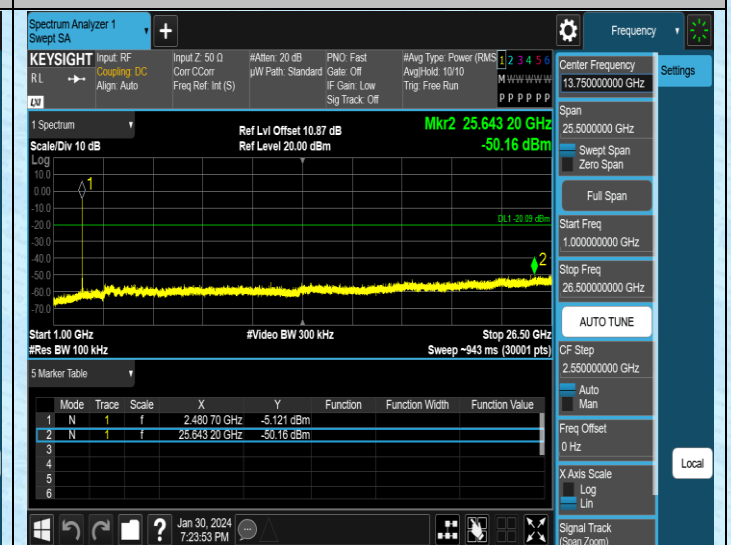 Spectrum Analyzer 1
Swept SA
+
Frequency
KEYSIGHT
RL
LXI
Input: RF
Coupling: DC
Align: Auto
Input Z: 50 Ω
Corr CCorr
Freq Ref: Int (S)
#Atten: 20 dB
µW Path: Standard
PNO: Fast
Gate: Off
IF Gain: Low
Sig Track: Off
#Avg Type: Power (RMS
Avg|Hold: 10/10
Trig: Free Run
1 2 3 4 5 6
M W W W W W
P P P P P P
Settings
Center Frequency
13.750000000 GHz
Span
25.5000000 GHz
Swept Span
Zero Span
Full Span
Start Freq
1.000000000 GHz
Stop Freq
26.500000000 GHz
AUTO TUNE
CF Step
2.550000000 GHz
Auto
Man
Freq Offset
0 Hz
X Axis Scale
Log
Lin
Signal Track
(Span Zoom)
Local
1 Spectrum
Scale/Div 10 dB
Ref Lvl Offset 10.87 dB
Ref Level 20.00 dBm
Mkr2 25.643 20 GHz
-50.16 dBm
Log
10.0
0.00
-10.0
-20.0
-30.0
-40.0
-50.0
-60.0
-70.0
1
DL1 -20.09 dBm
2
Start 1.00 GHz
#Res BW 100 kHz
#Video BW 300 kHz
Stop 26.50 GHz
Sweep ~943 ms (30001 pts)
5 Marker Table
Mode Trace Scale X Y Function Function Width Function Value
1 N 1 f 2.480 70 GHz -5.121 dBm
2 N 1 f 25.643 20 GHz -50.16 dBm
3
4
5
6
?
Jan 30, 2024
7:23:53 PM